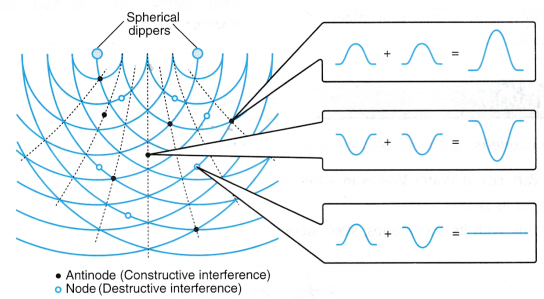 Spherical
dippers
+ =
+ =
+ =
Antinode (Constructive interference)
Node (Destructive interference)